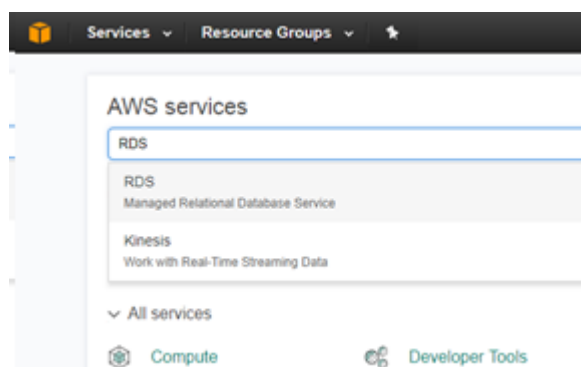 Services Resource Groups
AWS services
RDS
RDS
Managed Relational Database Service
Kinesis
Work with Real-Time Streaming Data
All services
Compute Developer Tools